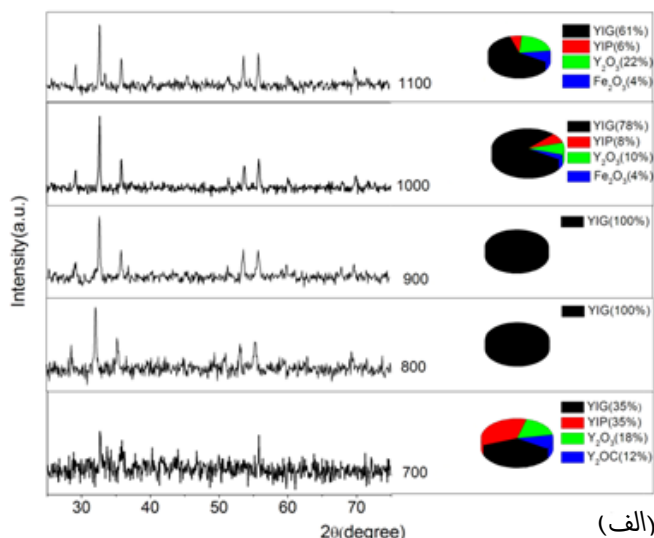 YIG(61%)
YIP(6%)
Y₂O₃(22%)
Fe₂O₃(4%)
1100
YIG(78%)
YIP(8%)
Y₂O₃(10%)
Fe₂O₃(4%)
1000
YIG(100%)
900
YIG(100%)
800
YIG(35%)
YIP(35%)
Y₂O₃(18%)
Y₂OC(12%)
700
Intensity(a.u.)
30 40 50 60 70
2θ(degree)
(الف)